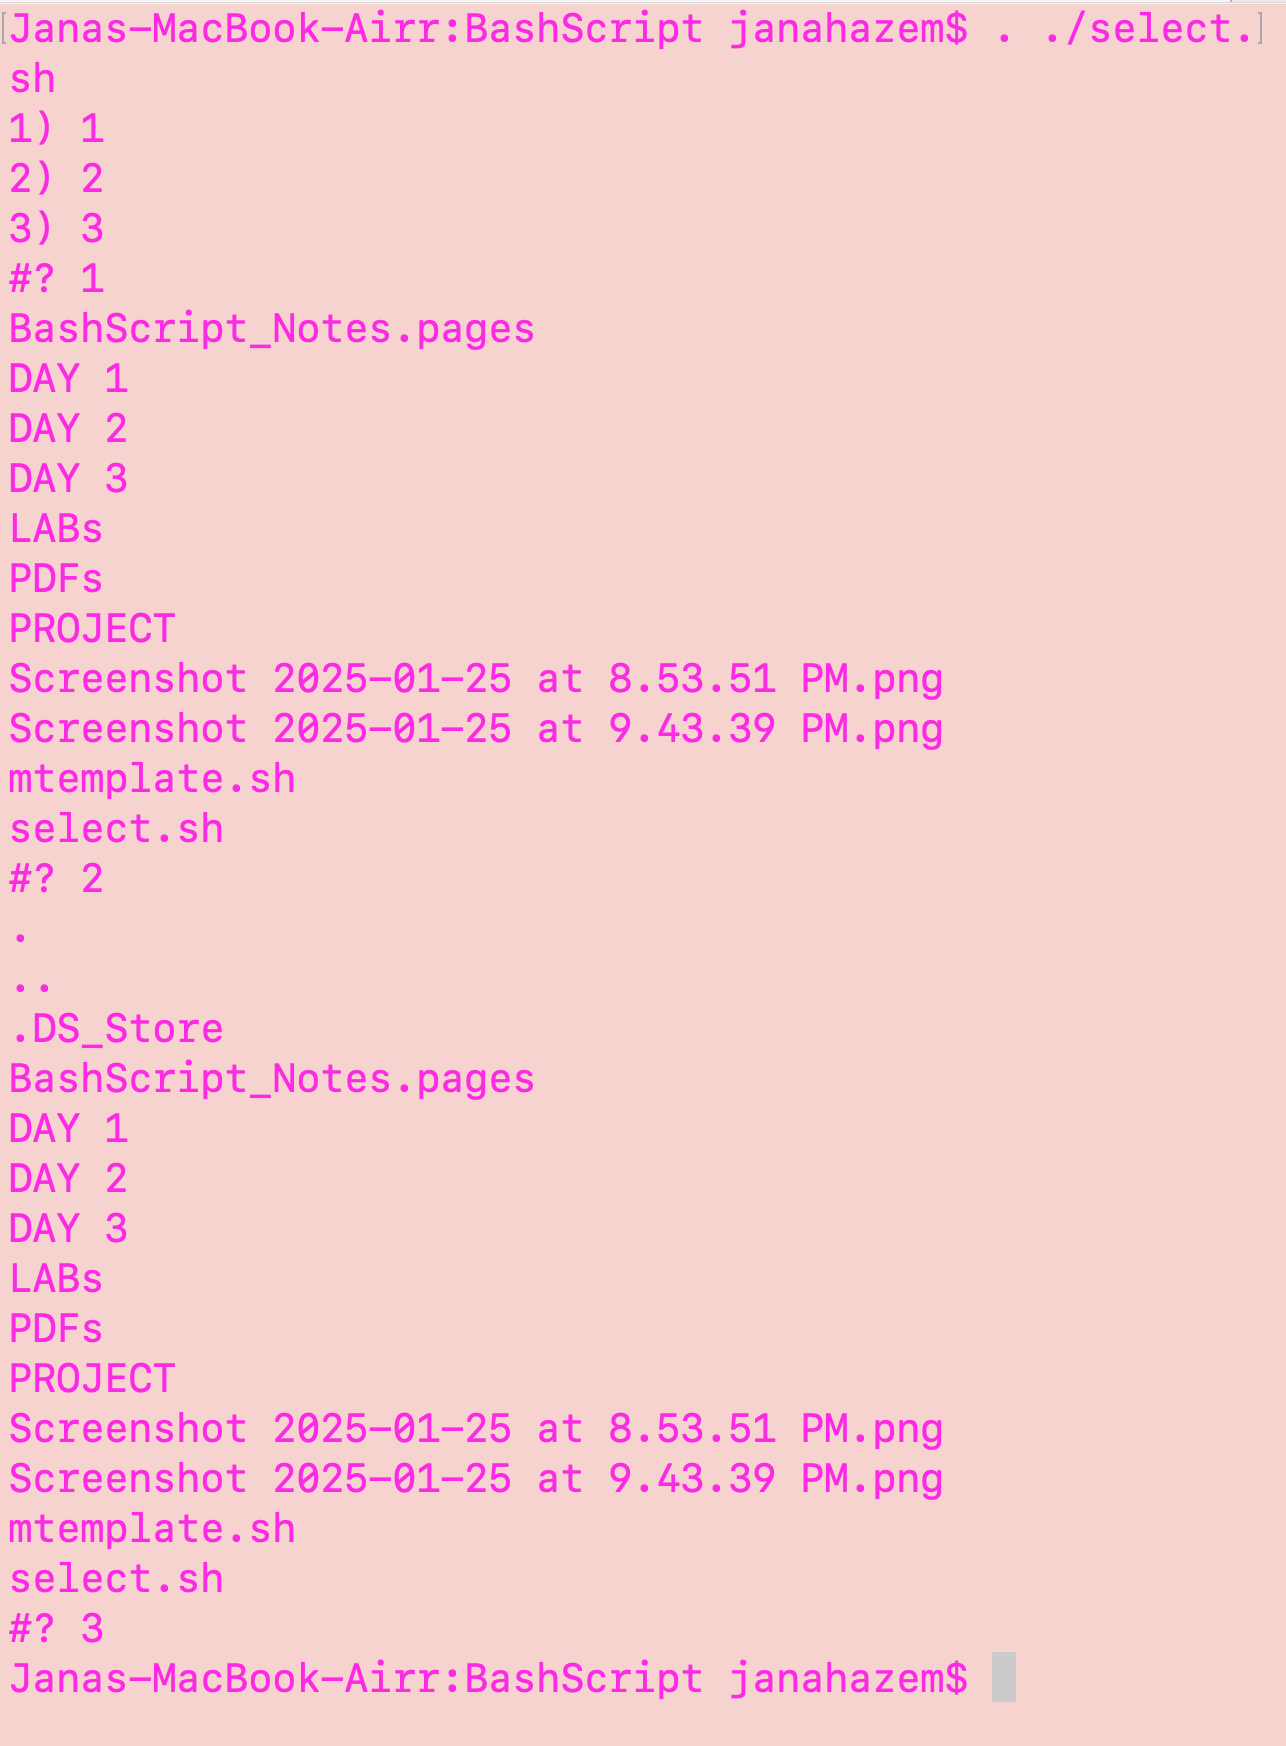 [Janas-MacBook-Airr:BashScript janahazem$ . ./select.]
sh
1) 1
2) 2
3) 3
#? 1
BashScript_Notes.pages
DAY 1
DAY 2
DAY 3
LABs
PDFs
PROJECT
Screenshot 2025-01-25 at 8.53.51 PM.png
Screenshot 2025-01-25 at 9.43.39 PM.png
mtemplate.sh
select.sh
#? 2
.
..
.DS_Store
BashScript_Notes.pages
DAY 1
DAY 2
DAY 3
LABs
PDFs
PROJECT
Screenshot 2025-01-25 at 8.53.51 PM.png
Screenshot 2025-01-25 at 9.43.39 PM.png
mtemplate.sh
select.sh
#? 3
Janas-MacBook-Airr:BashScript janahazem$